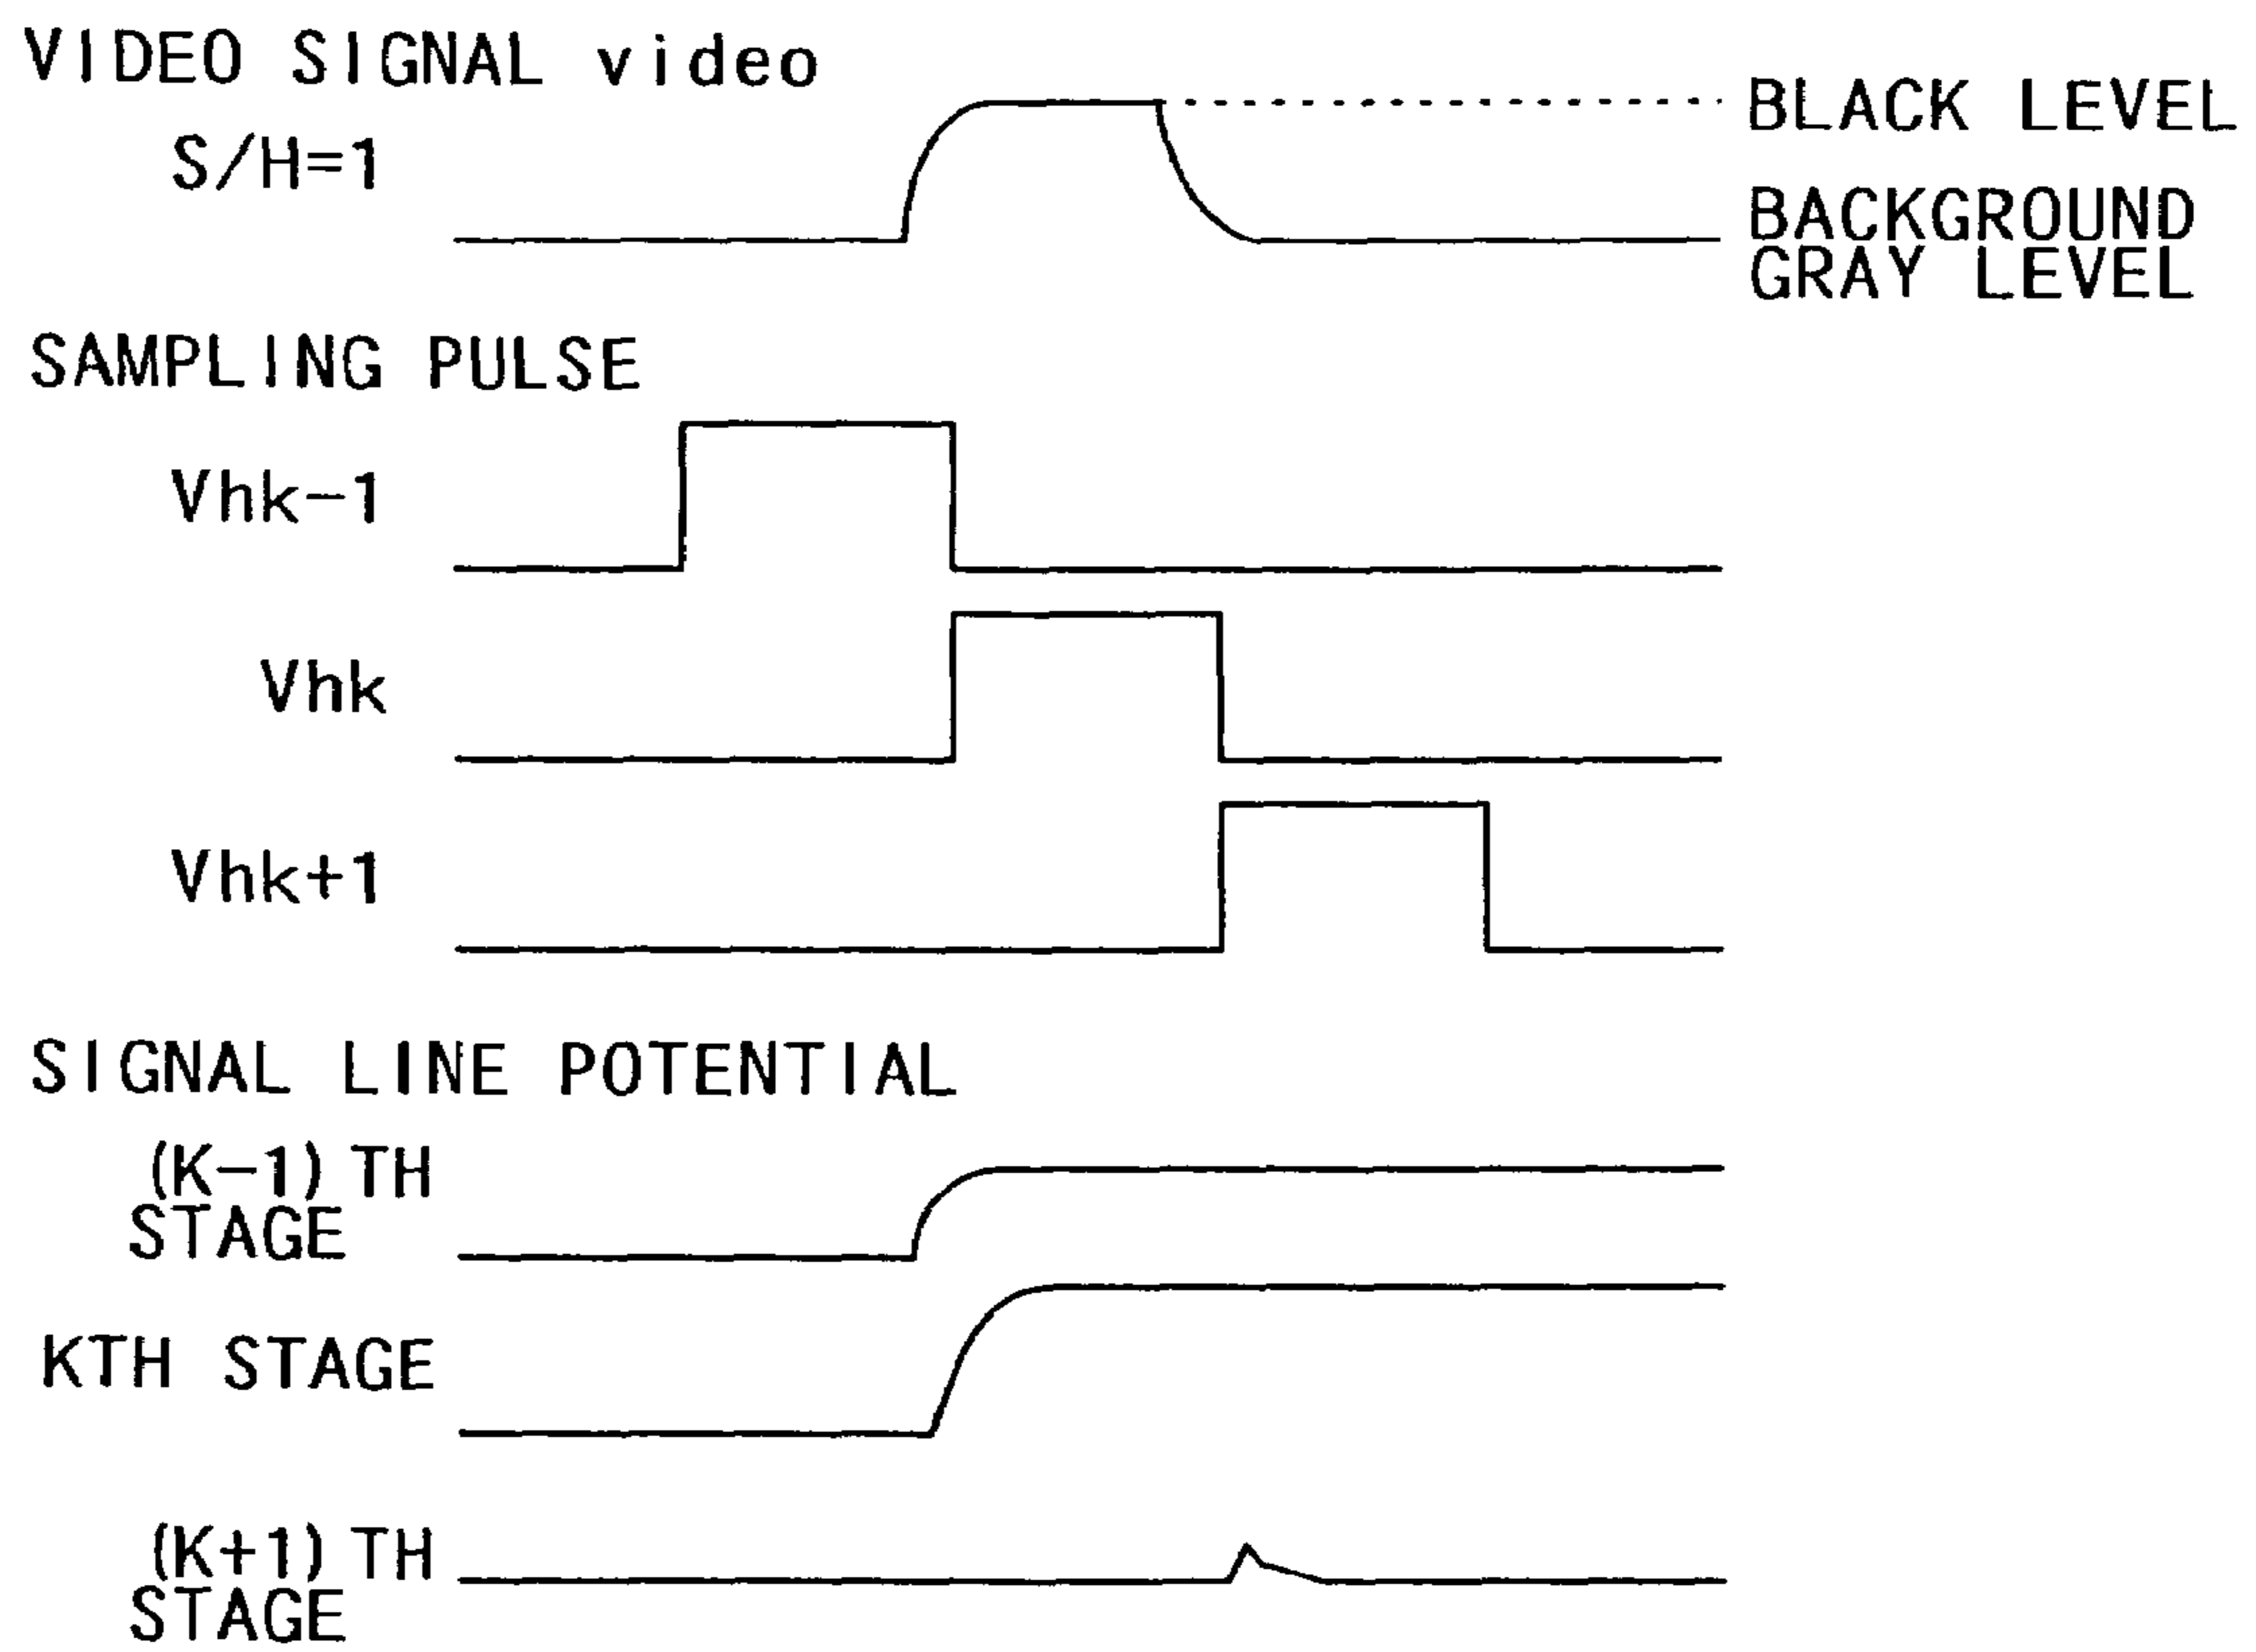 VIDEO SIGNAL video
S/H=1
BLACK LEVEL
BACKGROUND
GRAY LEVEL
SAMPLING PULSE
Vhk-1
Vhk
Vhk+1
SIGNAL LINE POTENTIAL
(K-1) TH
STAGE
KTH STAGE
(K+1) TH
STAGE